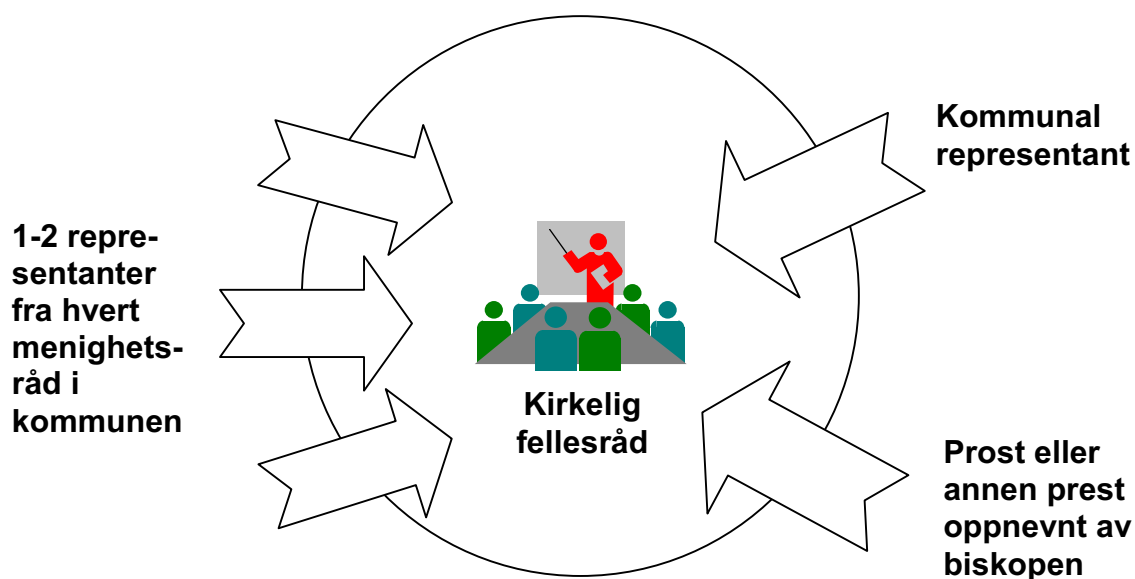 1-2 repre-
sentanter
fra hvert
menighets-
råd i
kommunen
Kirkelig
fellesråd
Kommunal
representant
Prost eller
annen prest
oppnevnt av
biskopen